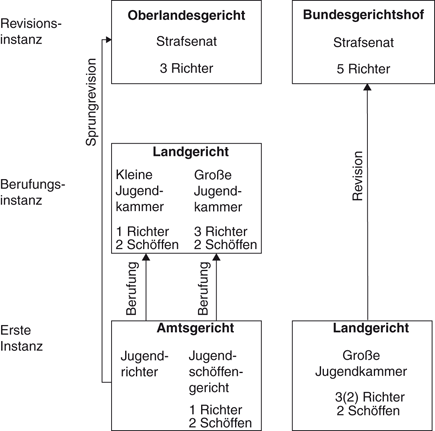 Revisions-
instanz
Oberlandesgericht
Strafsenat
3 Richter
Bundesgerichtshof
Strafsenat
5 Richter
Sprungrevision
Berufungs-
instanz
Landgericht
Kleine
Jugend-
kammer
1 Richter
2 Schöffen
Große
Jugend-
kammer
3 Richter
2 Schöffen
Revision
Berufung
Berufung
Erste
Instanz
Amtsgericht
Jugend-
richter
Jugend-
schöffen-
gericht
1 Richter
2 Schöffen
Landgericht
Große
Jugendkammer
3(2) Richter
2 Schöffen